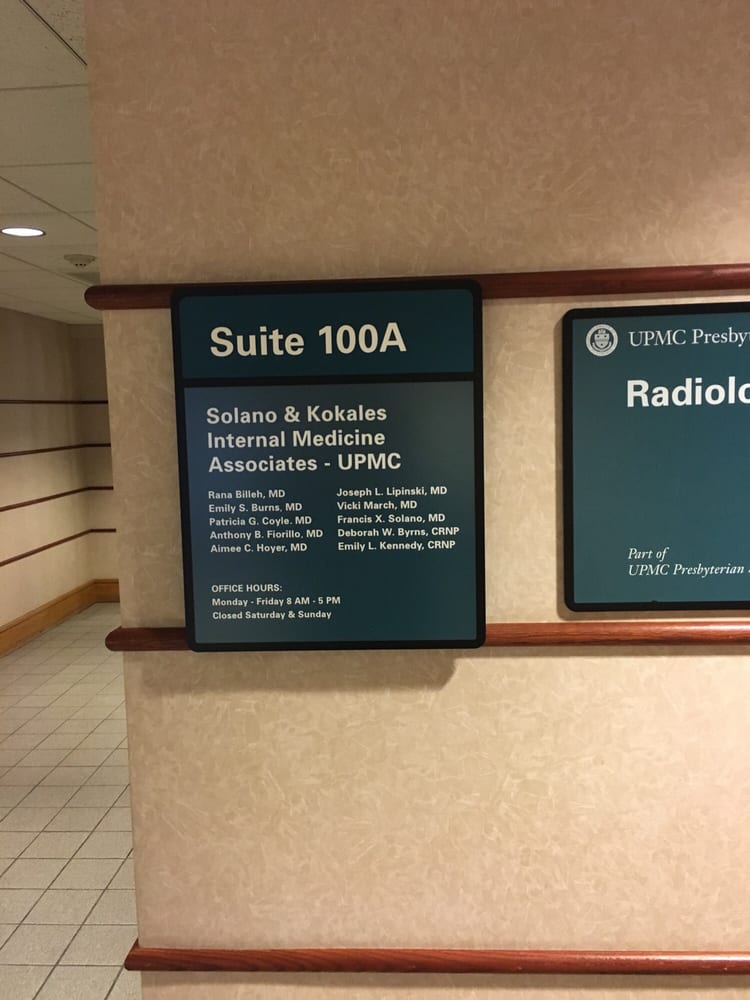 Suite 100A
Solano & Kokales
Internal Medicine
Associates - UPMC
Rana Billeh, MD
Emily S. Burns, MD
Patricia G. Coyle. MD
Anthony B. Fiorillo, MD
Aimee C. Hoyer, MD
Joseph L. Lipinski, MD
Vicki March, MD
Francis X. Solano, MD
Deborah W. Byrns, CRNP
Emily L. Kennedy, CRNP
OFFICE HOURS:
Monday - Friday 8 AM - 5 PM
Closed Saturday & Sunday
UPMC Presby
Radiolo
Part of
UPMC Presbyterian